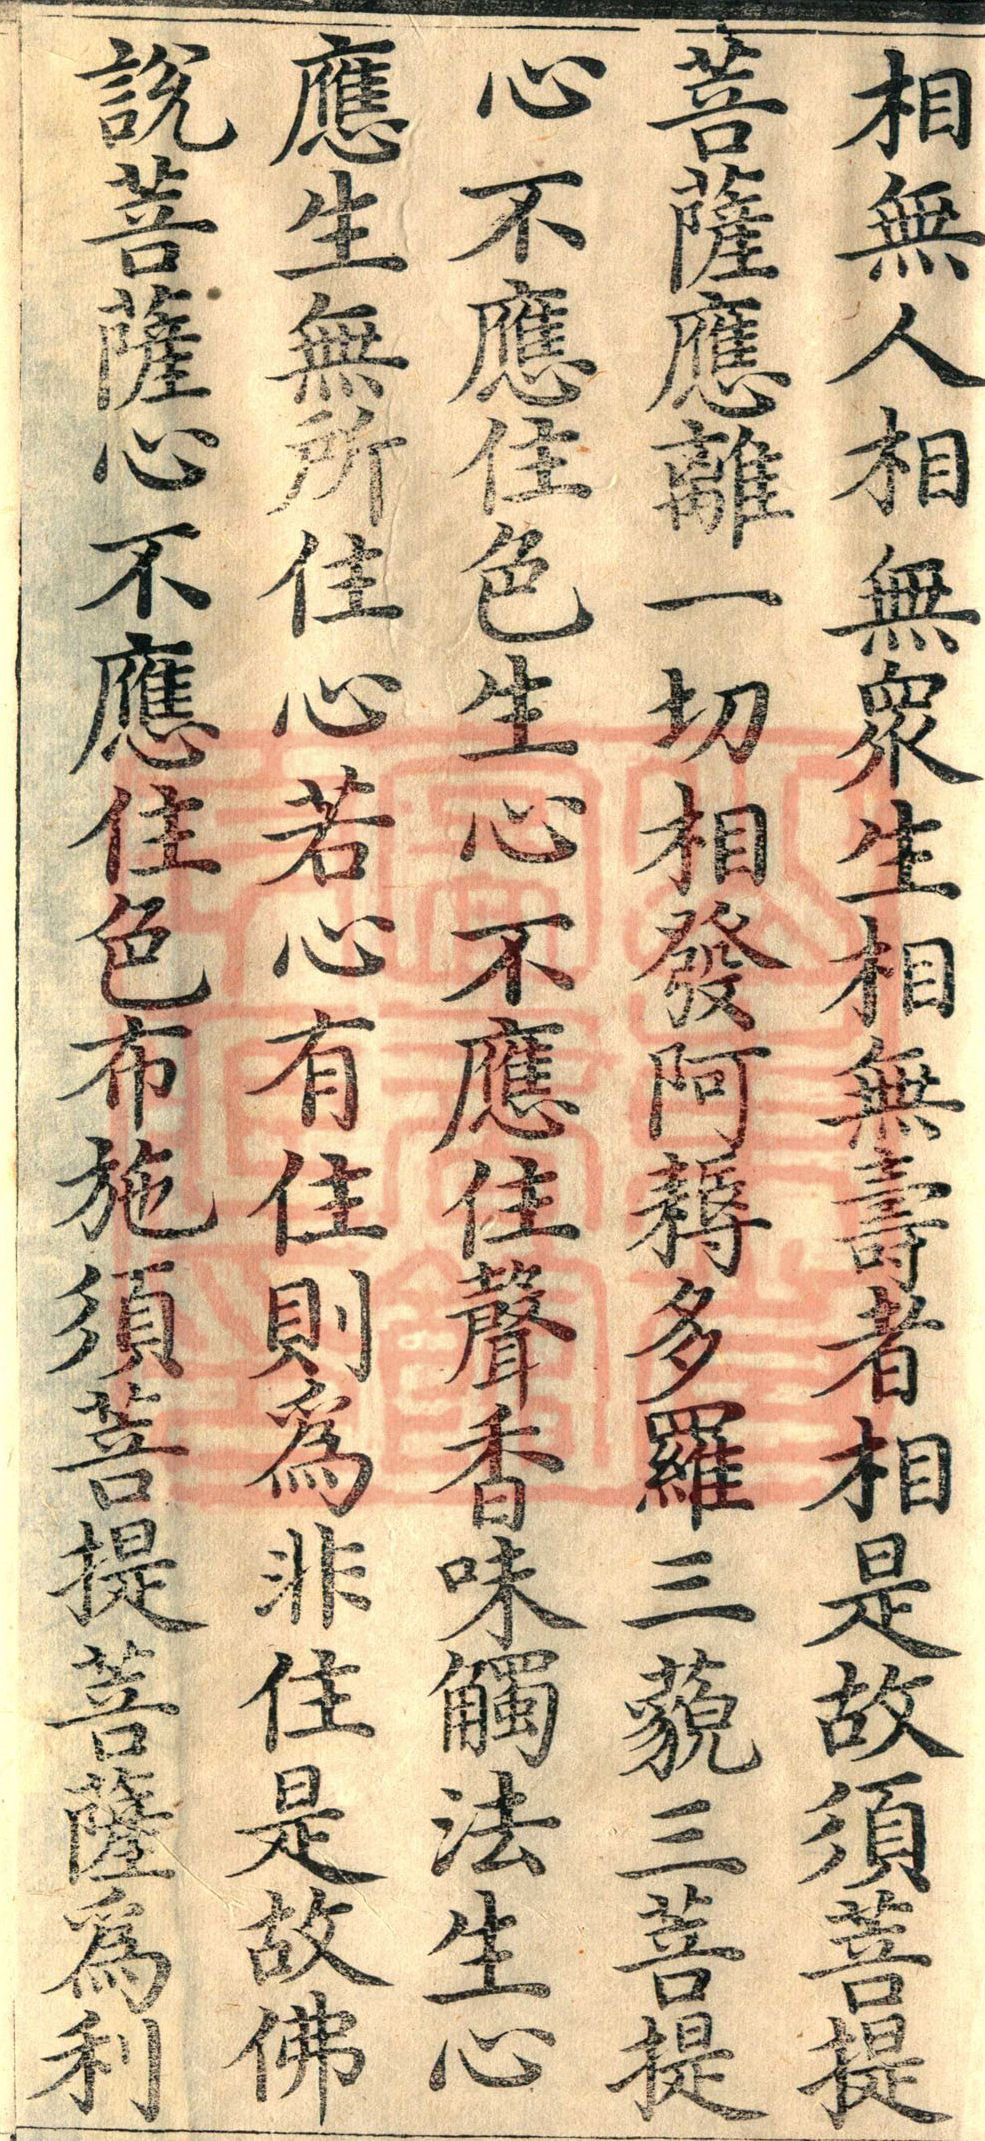 相無人相無衆生相無壽者相是故須菩提
菩薩應離一切相發阿耨多羅三藐三菩提
心不應住色生心不應住聲香味觸法生心
應生無所住心若心有住則爲非住是故佛
說菩薩心不應住色布施須菩提菩薩爲利